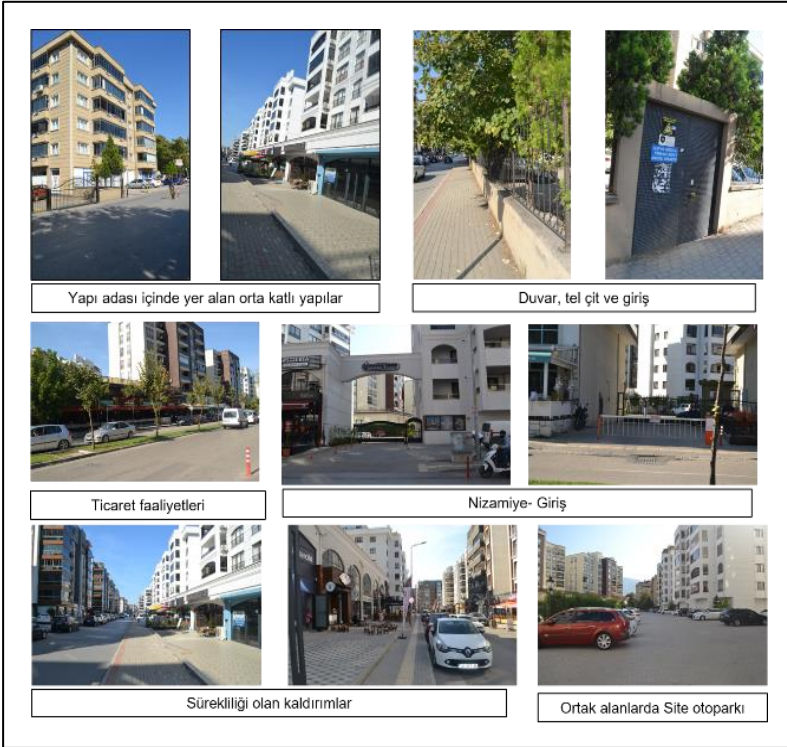 Yapı adası içinde yer alan orta katlı yapılar
Duvar, tel çit ve giriş
Ticaret faaliyetleri
Nizamiye- Giriş
Sürekliliği olan kaldırımlar
Ortak alanlarda Site otoparkı